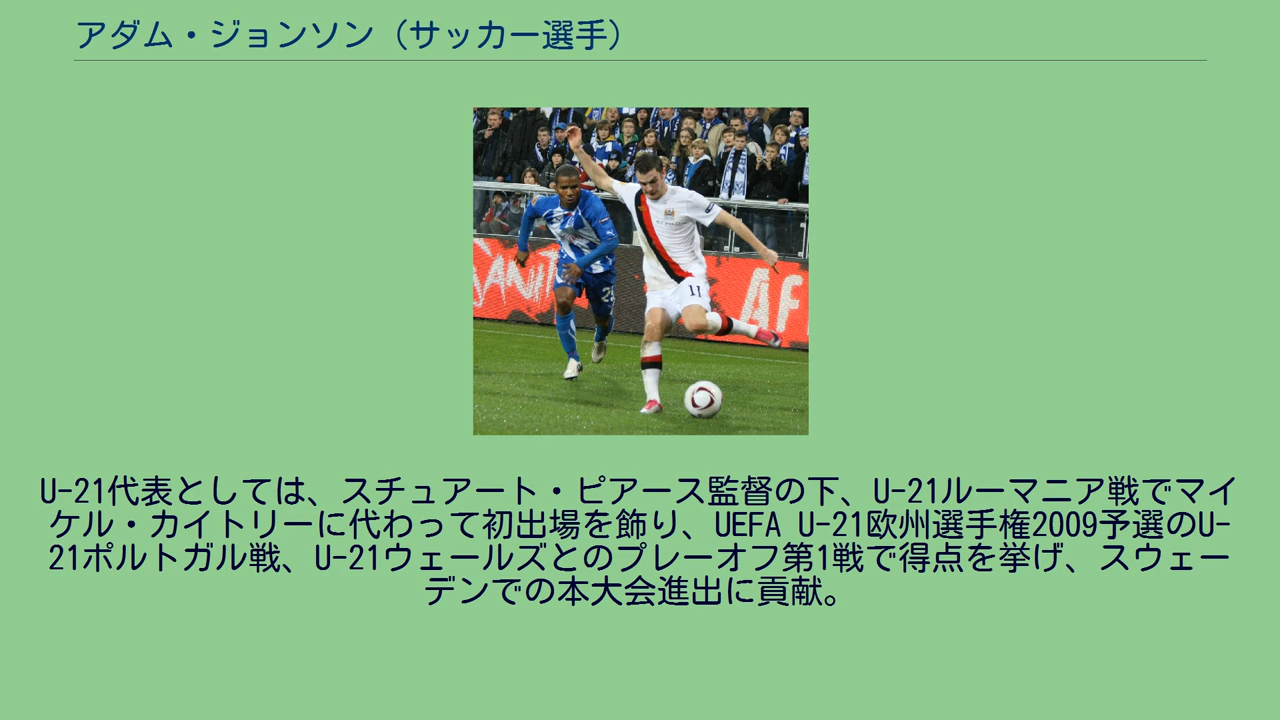 アダム・ジョンソン（サッカー選手）
11
AF
U-21代表としては、スチュアート・ピアース監督の下、U-21ルーマニア戦でマイ
ケル・カイトリーに代わって初出場を飾り、UEFA U-21欧州選手権2009予選のU-
21ポルトガル戦、U-21ウェールズとのプレーオフ第1戦で得点を挙げ、スウェー
デンでの本大会進出に貢献。